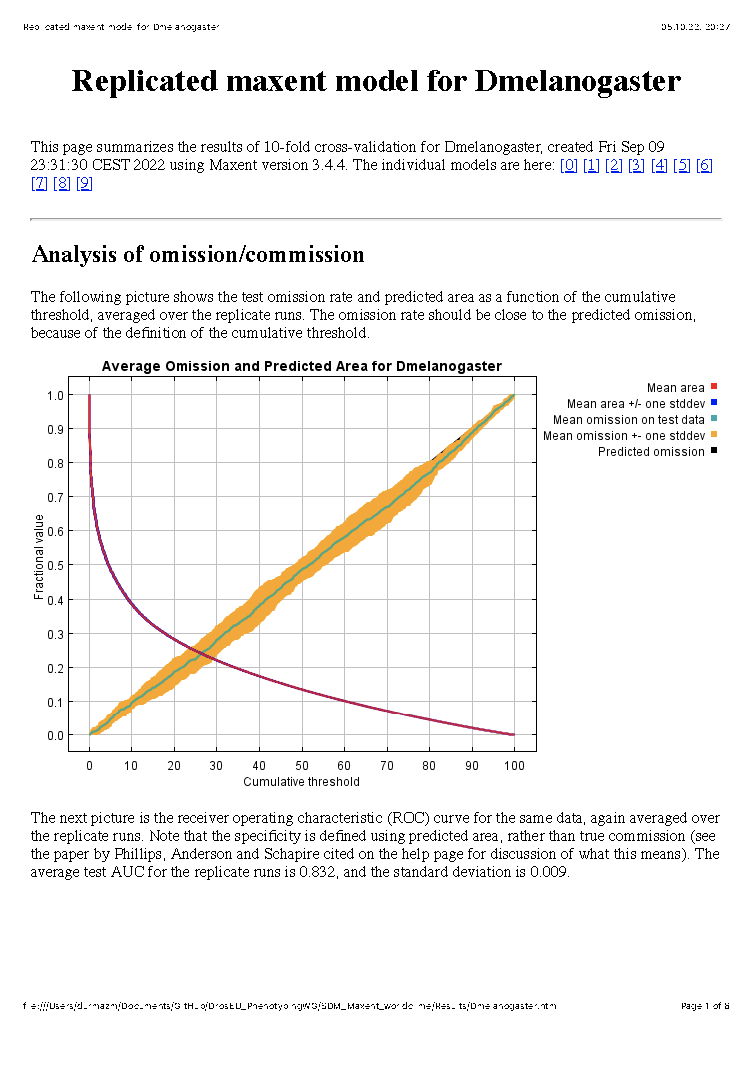 Replicated maxent model for Dmelanogaster 05.10.22, 20:27
Replicated maxent model for Dmelanogaster
This page summarizes the results of 10-fold cross-validation for Dmelanogaster, created Fri Sep 09
23:31:30 CEST 2022 using Maxent version 3.4.4. The individual models are here: [0] [1] [2] [3] [4] [5] [6]
[7] [8] [9]
Analysis of omission/commission
The following picture shows the test omission rate and predicted area as a function of the cumulative
threshold, averaged over the replicate runs. The omission rate should be close to the predicted omission,
because of the definition of the cumulative threshold.
Average Omission and Predicted Area for Dmelanogaster
Mean area
Mean area +/- one stddev
Mean omission on test data
Mean omission +- one stddev
Predicted omission
Fractional value
1.0
0.9
0.8
0.7
0.6
0.5
0.4
0.3
0.2
0.1
0.0
0 10 20 30 40 50 60 70 80 90 100
Cumulative threshold
The next picture is the receiver operating characteristic (ROC) curve for the same data, again averaged over
the replicate runs. Note that the specificity is defined using predicted area, rather than true commission (see
the paper by Phillips, Anderson and Schapire cited on the help page for discussion of what this means). The
average test AUC for the replicate runs is 0.832, and the standard deviation is 0.009.
file:///Users/durmazm/Documents/GitHub/DrosEU_PhenotypingWG/SDM_Maxent_worldclime/Results/Dmelanogaster.html Page 1 of 8